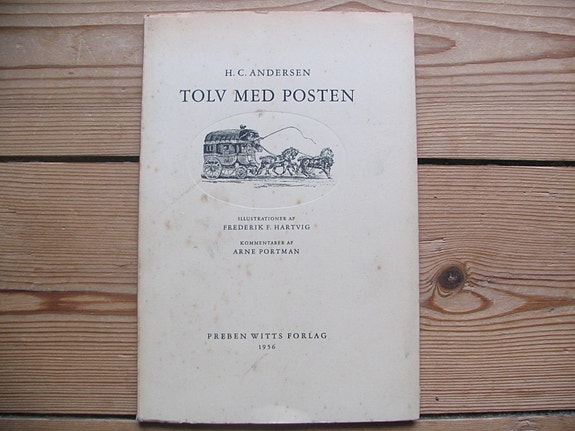 H. C. ANDERSEN
TOLV MED POSTEN
ILLUSTRATIONER AF
FREDERIK F. HARTVIG
KOMMENTARER AF
ARNE PORTMAN
PREBEN WITTS FORLAG
1956